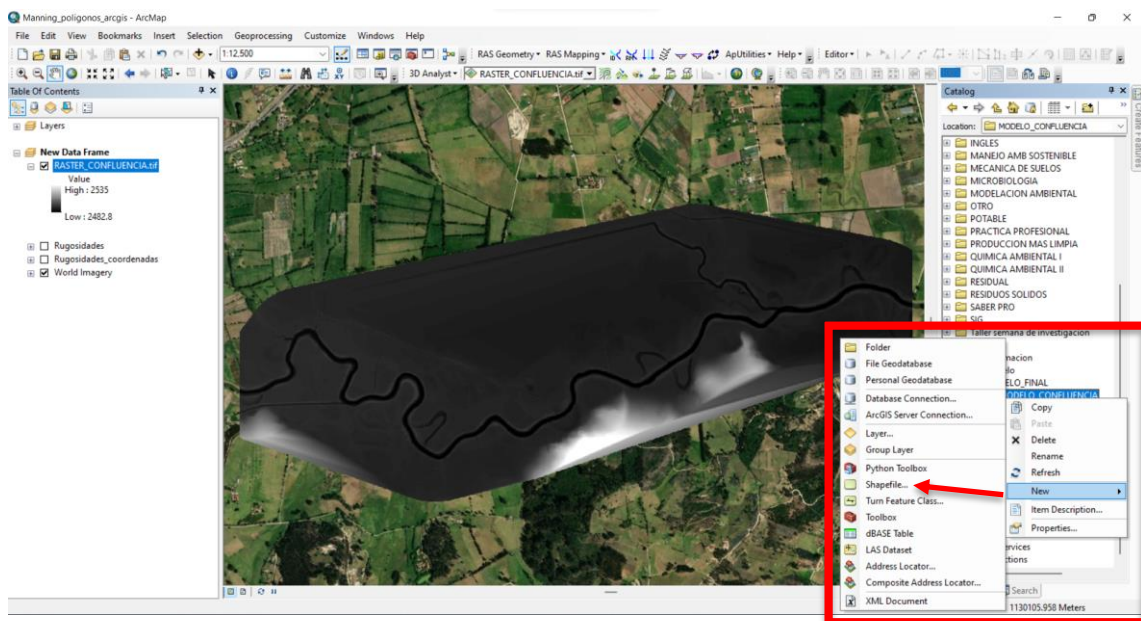 Manning_poligonos_arcgis - ArcMap
File Edit View Bookmarks Insert Selection Geoprocessing Customize Windows Help
1:12.500
RAS Geometry RAS Mapping ApUtilities Help Editor
3D Analyst RASTER_CONFLUENCIA.tif
Table Of Contents
Layers
New Data Frame
RASTER_CONFLUENCIA.tif
Value
High : 2535
Low : 2482.8
Rugosidades
Rugosidades_coordenadas
World Imagery
Catalog
Location: MODELO_CONFLUENCIA
INGLES
MANEJO AMB SOSTENIBLE
MECANICA DE SUELOS
MICROBIOLOGIA
MODELACION AMBIENTAL
OTRO
POTABLE
PRACTICA PROFESIONAL
PRODUCCION MAS LIMPIA
QUIMICA AMBIENTAL I
QUIMICA AMBIENTAL II
RESIDUAL
RESIDUOS SOLIDOS
SABER PRO
SIG
Taller semana de investigacion
Create Features
Folder
File Geodatabase
Personal Geodatabase
Database Connection...
ArcGIS Server Connection...
Layer...
Group Layer
Python Toolbox
Shapefile...
Turn Feature Class...
Toolbox
dBASE Table
LAS Dataset
Address Locator...
Composite Address Locator...
XML Document
Copy
Paste
Delete
Rename
Refresh
New
Item Description...
Properties...
Search
1130105.958 Meters